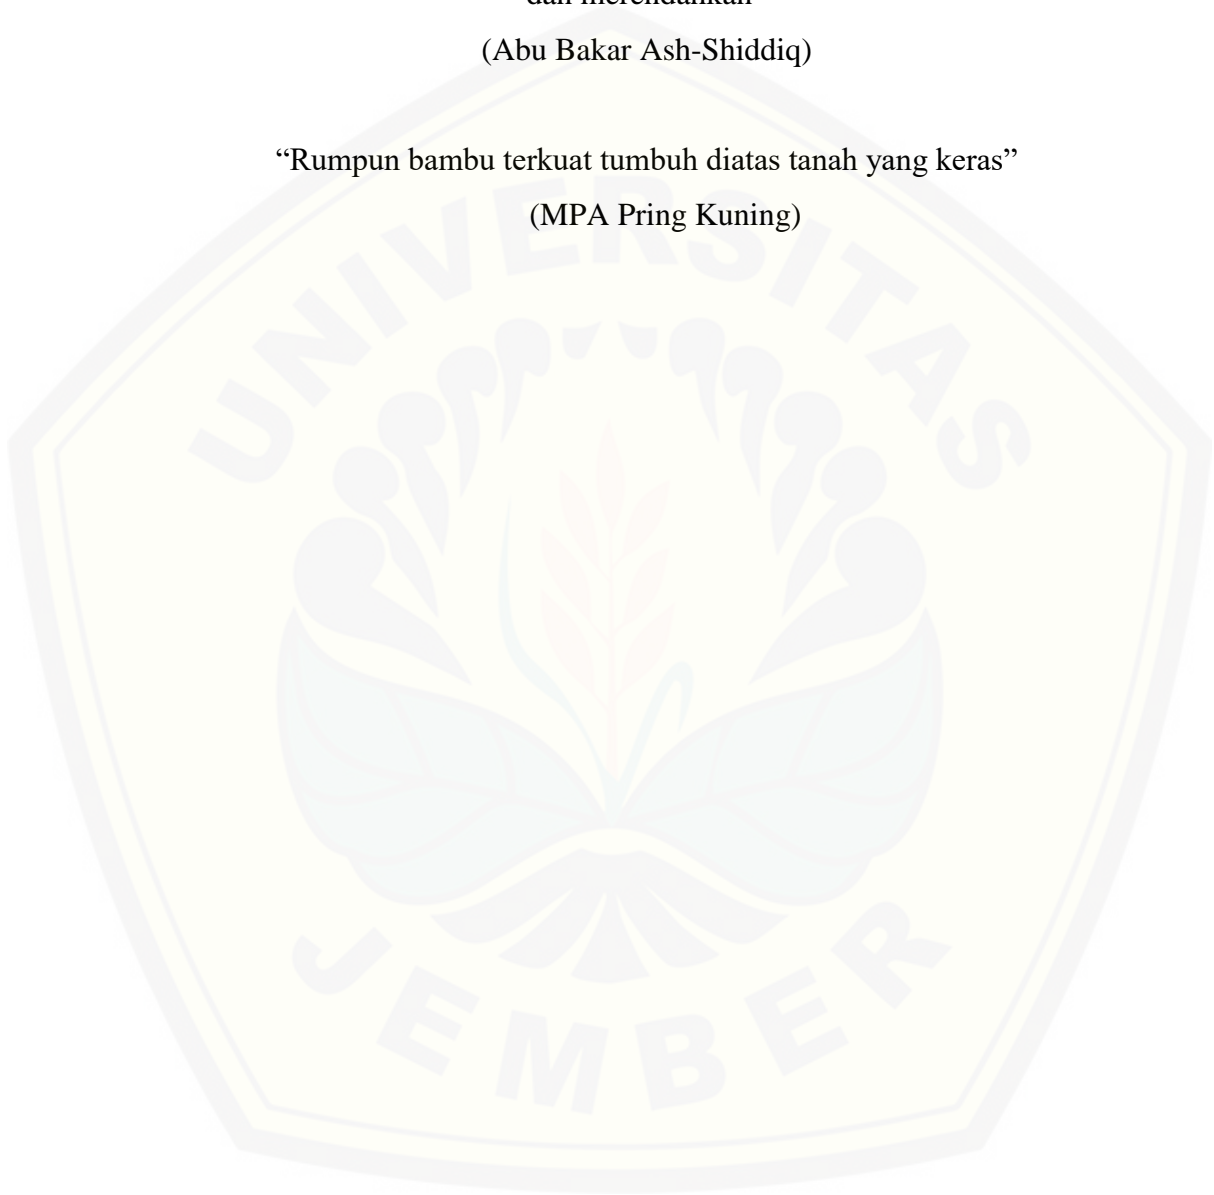 dan merendahkan
(Abu Bakar Ash-Shiddiq)
“Rumpun bambu terkuat tumbuh diatas tanah yang keras”
(MPA Pring Kuning)
UNIVERSITAS
JEMBER